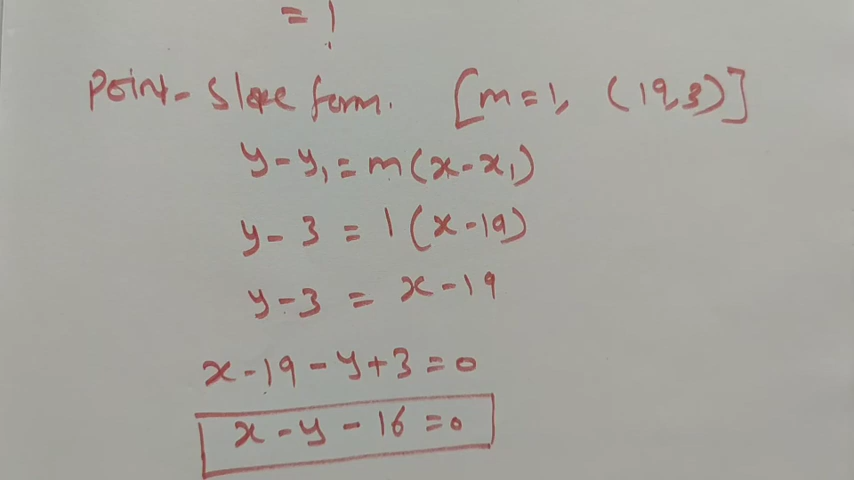 = 1
Point-Slope form. [m=1, (19,3)]
y-y₁=m(x-x₁)
y-3 = 1(x-19)
y-3 = x-19
x-19-y+3=0
x-y-16=0